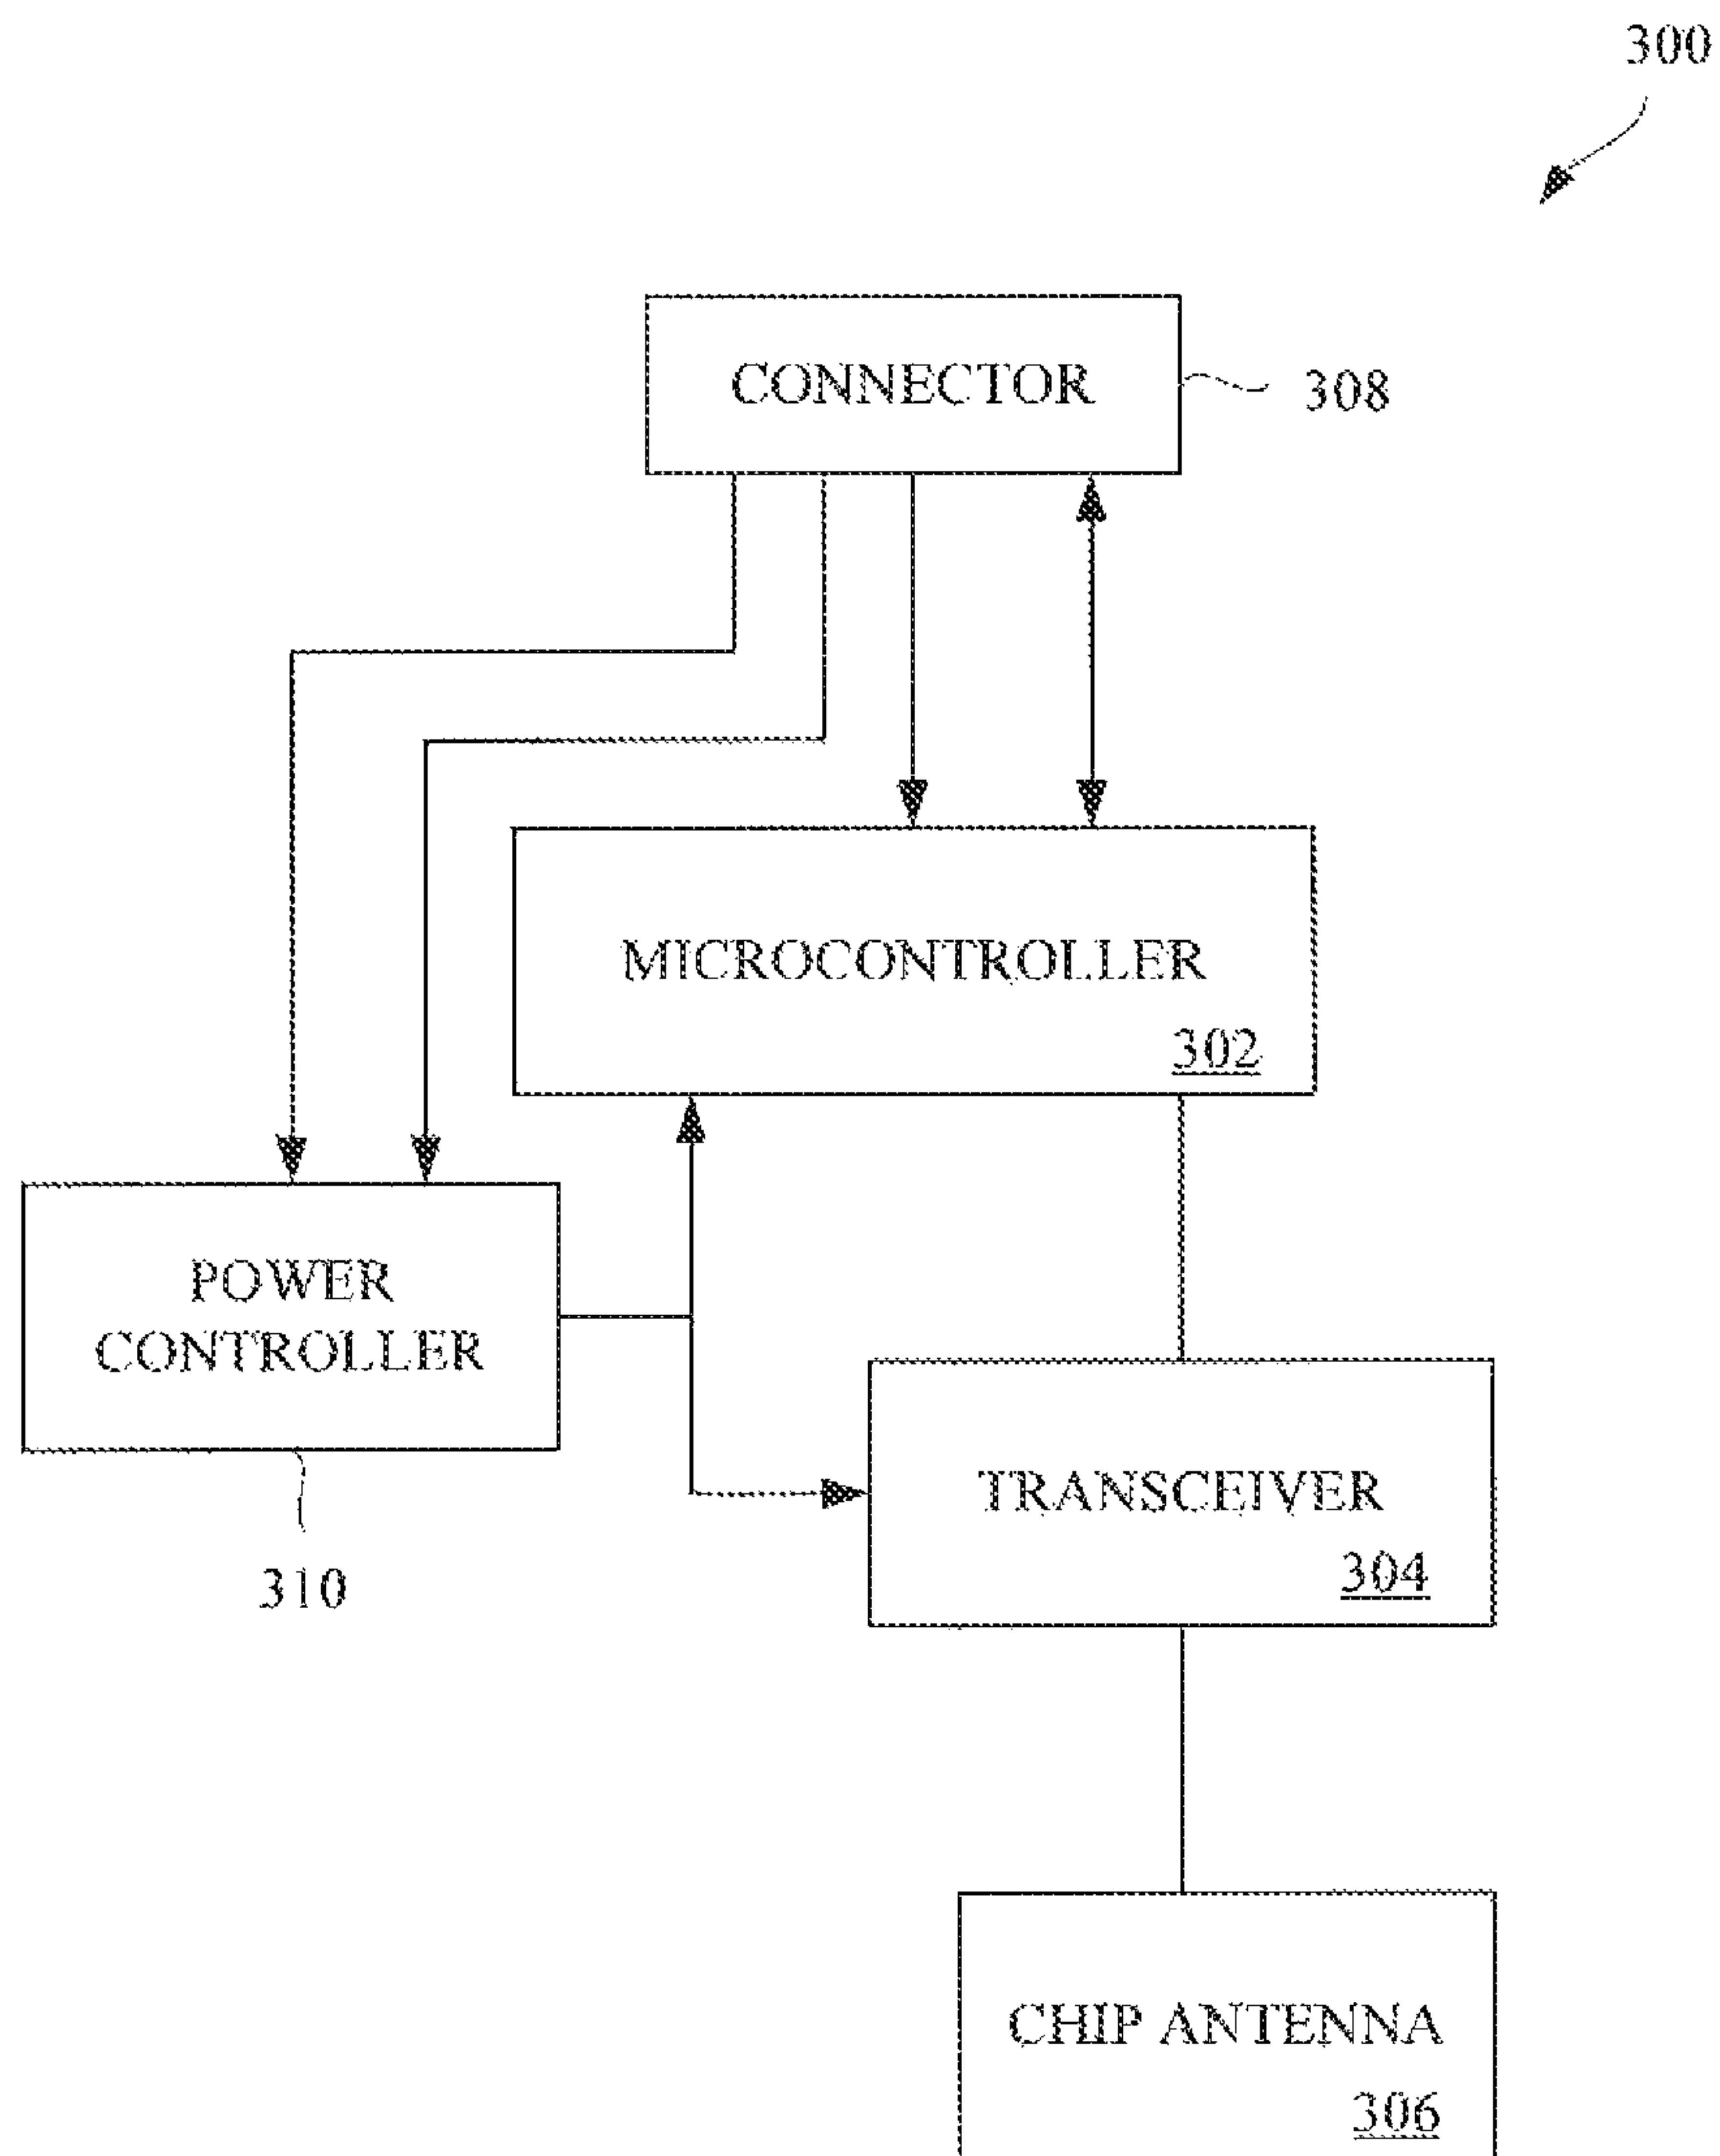 300
CONNECTOR
308
MICROCONTROLLER
302
POWER
CONTROLLER
310
TRANSCEIVER
304
CHIP ANTENNA
306